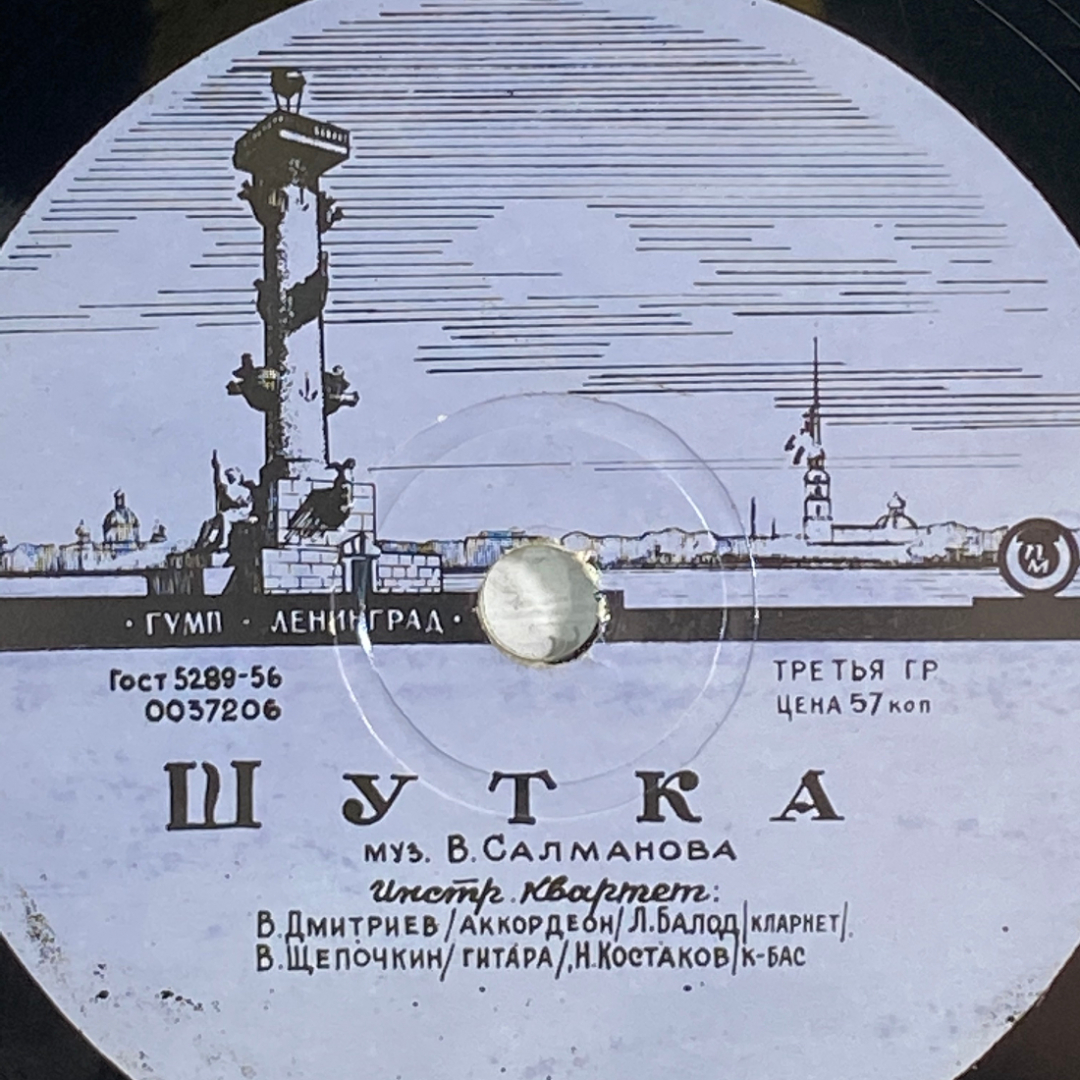 · ГУМП · ЛЕНИНГРАД ·
ЛМ
ГОСТ 5289-56
0037206
ТРЕТЬЯ ГР
ЦЕНА 57 КОП
ШУТКА
МУЗ. В. САЛМАНОВА
Инстр. Квартет:
В. ДМИТРИЕВ/АККОРДЕОН/Л. БАЛОД/КЛАРНЕТ/.
В. ЩЕПОЧКИН/ГИТАРА/, Н. КОСТАКОВ/К-БАС